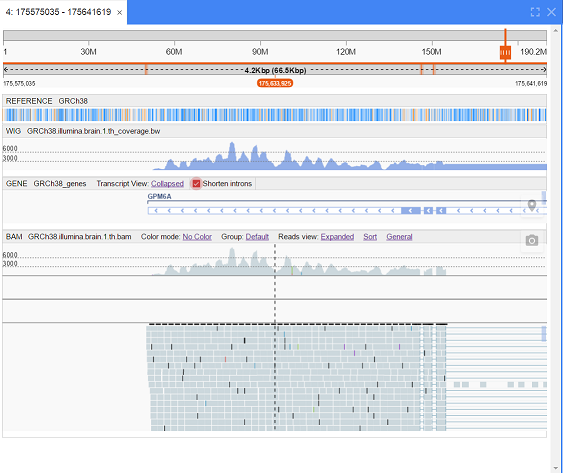 4: 175575035 - 175641619 ×
1 30M 60M 90M 120M 150M 190.2M
4.2Kbp (66.5Kbp)
175,575,035 175,633,925 175,641,619
REFERENCE GRCh38
WIG GRCh38.illumina.brain.1.th_coverage.bw
6000
3000
GENE GRCh38_genes Transcript View: Collapsed Shorten introns
GPM6A
BAM GRCh38.illumina.brain.1.th.bam Color mode: No Color Group: Default Reads view: Expanded Sort General
6000
3000